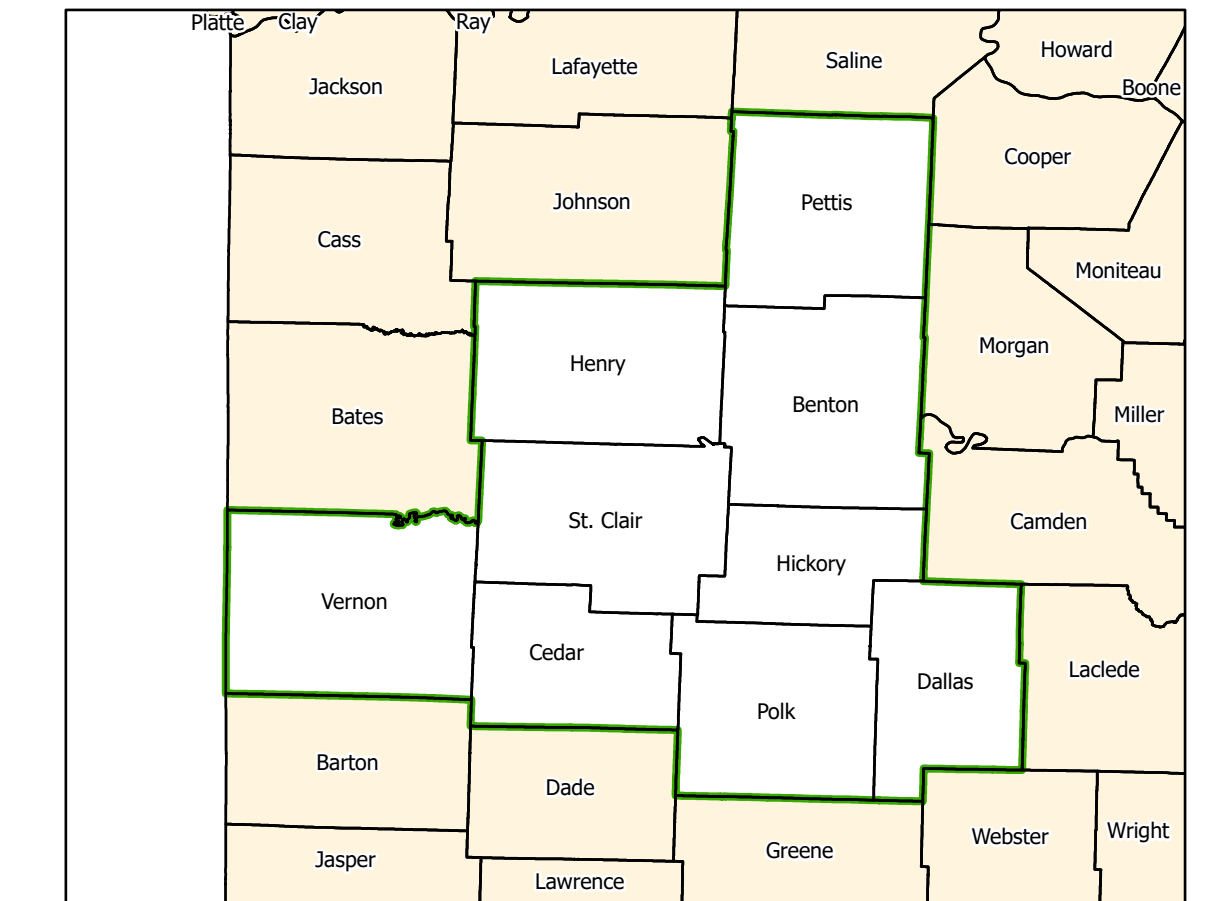 Platte
Clay
Ray
Howard
Saline
Lafayette
Jackson
Boone
Cooper
Johnson
Pettis
Cass
Moniteau
Morgan
Henry
Benton
Miller
Bates
St. Clair
Camden
Hickory
Vernon
Cedar
Laclede
Dallas
Polk
Barton
Dade
Wright
Webster
Greene
Jasper
Lawrence